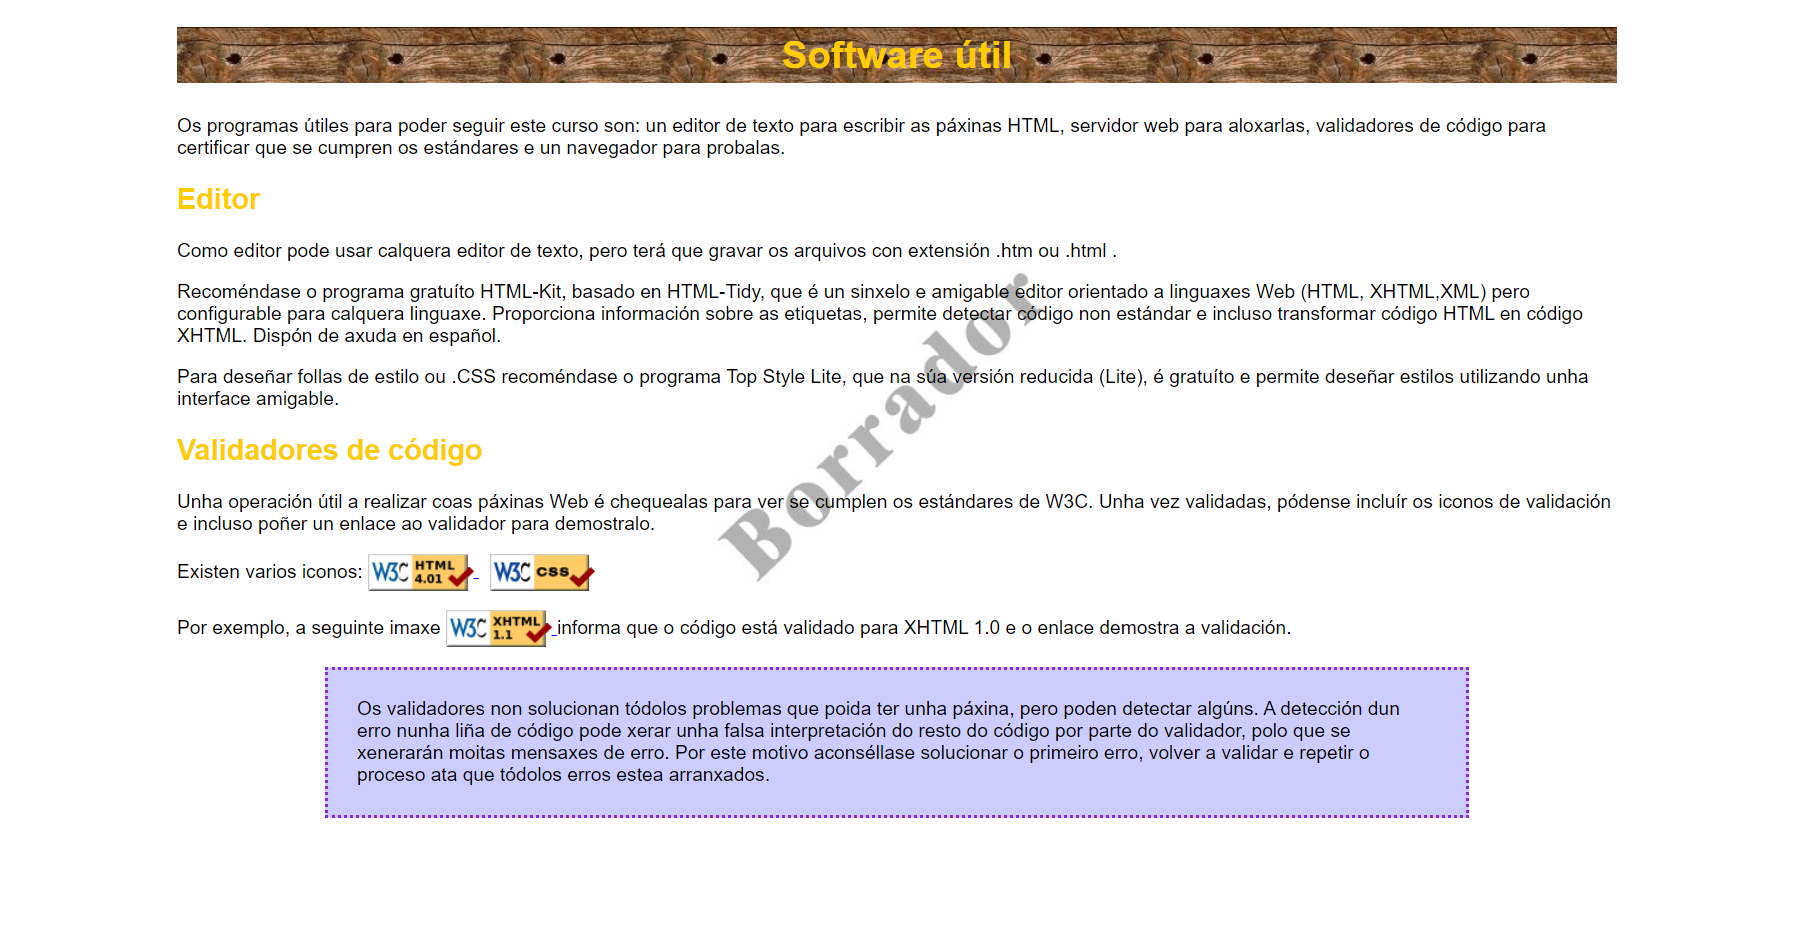 Software útil
Os programas útiles para poder seguir este curso son: un editor de texto para escribir as páxinas HTML, servidor web para aloxarlas, validadores de código para
certificar que se cumpren os estándares e un navegador para probalas.
Editor
Como editor pode usar calquera editor de texto, pero terá que gravar os arquivos con extensión .htm ou .html .
Recoméndase o programa gratuíto HTML-Kit, basado en HTML-Tidy, que é un sinxelo e amigable editor orientado a linguaxes Web (HTML, XHTML,XML) pero
configurable para calquera linguaxe. Proporciona información sobre as etiquetas, permite detectar código non estándar e incluso transformar código HTML en código
XHTML. Dispón de axuda en español.
Para deseñar follas de estilo ou .CSS recoméndase o programa Top Style Lite, que na súa versión reducida (Lite), é gratuíto e permite deseñar estilos utilizando unha
interface amigable.
Borrador
Validadores de código
Unha operación útil a realizar coas páxinas Web é chequealas para ver se cumplen os estándares de W3C. Unha vez validadas, pódense incluír os iconos de validación
e incluso poñer un enlace ao validador para demostralo.
Existen varios iconos: W3C HTML 4.01 W3C css
Por exemplo, a seguinte imaxe W3C XHTML 1.1 informa que o código está validado para XHTML 1.0 e o enlace demostra a validación.
Os validadores non solucionan tódolos problemas que poida ter unha páxina, pero poden detectar algúns. A detección dun
erro nunha liña de código pode xerar unha falsa interpretación do resto do código por parte do validador, polo que se
xenerarán moitas mensaxes de erro. Por este motivo aconséllase solucionar o primeiro erro, volver a validar e repetir o
proceso ata que tódolos erros estea arranxados.